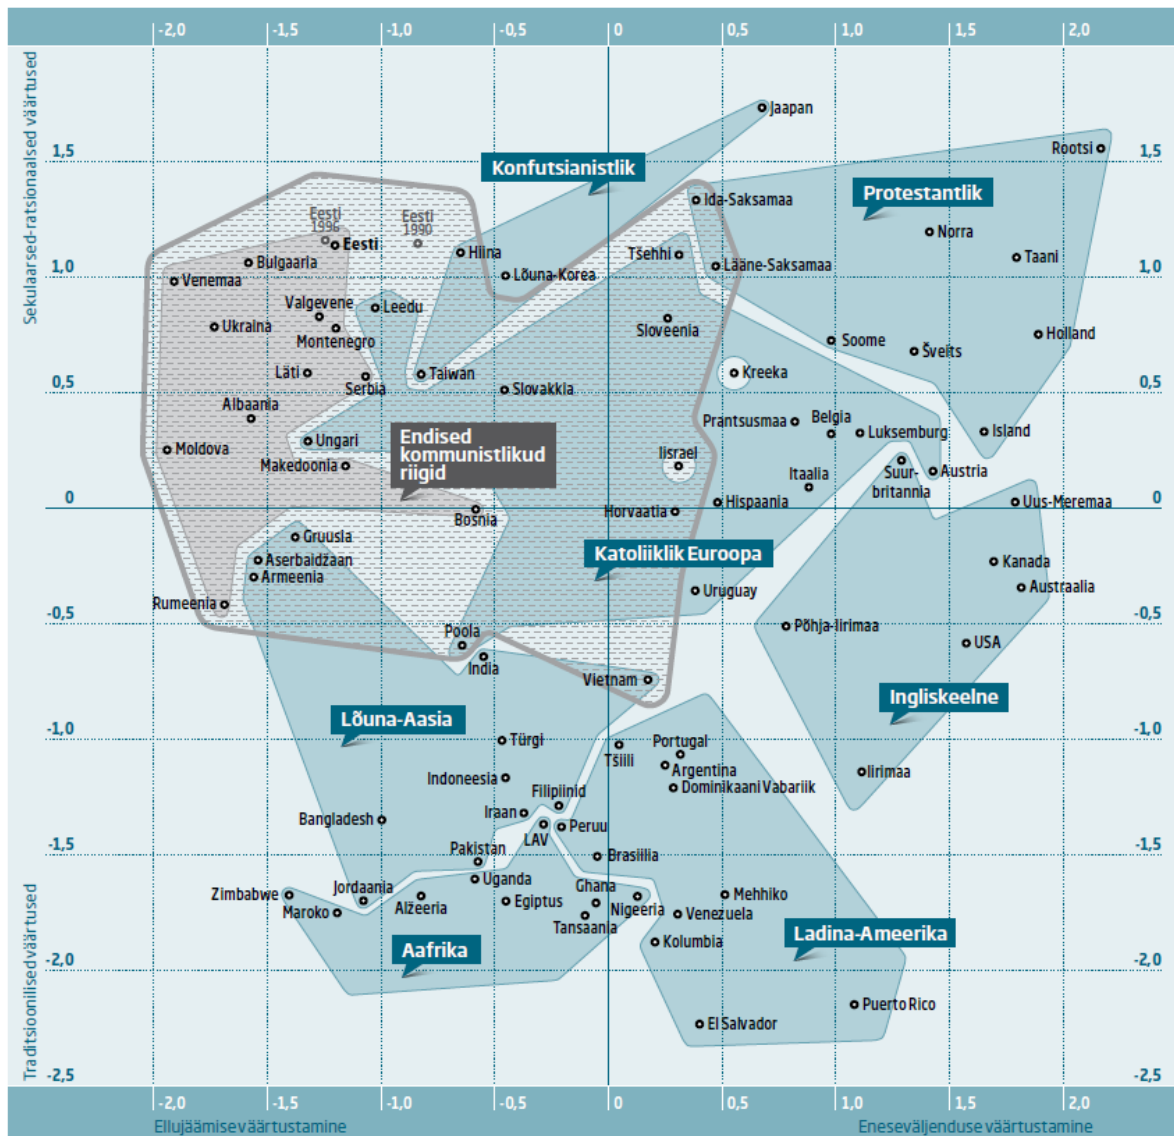 -2,0 -1,5 -1,0 -0,5 0 0,5 1,0 1,5 2,0
Sekulaarsed-ratsionaalsed väärtused
Jaapan
1,5 1,5
Rootsi
Konfutsianistlik
Protestantlik
Ida-Saksamaa
Eesti
1996
Eesti
1990
Eesti
Norra
Hiina
Tšehhi
Taani
Bulgaaria
Lääne-Saksamaa
1,0 1,0
Venemaa
Lõuna-Korea
Valgevene
Leedu
Ukraina
Montenegro
Sloveenia
Soome
Holland
Šveits
Läti
Serbia
Taiwan
Slovakkia
Kreeka
0,5 0,5
Albaania
Prantsusmaa
Belgia
Luksemburg
Island
Moldova
Ungari
Makedoonia
Endised
kommunistlikud
riigid
Iisrael
Itaalia
Suur-
britannia
Austria
0 0
Bosnia
Horvaatia
Hispaania
Uus-Meremaa
Gruusia
Aserbaidžaan
Armeenia
Katoliiklik Euroopa
Kanada
Austraalia
Rumeenia
Uruguay
-0,5 -0,5
Poola
India
Põhja-Iirimaa
USA
Vietnam
Ingliskeelne
Lõuna-Aasia
-1,0 -1,0
Türgi
Tšiili
Portugal
Argentina
Dominikaani Vabariik
Indoneesia
Iirimaa
Filipiinid
Iraan
Bangladesh
LAV
Peruu
Pakistan
Brasiilia
-1,5 -1,5
Zimbabwe
Jordaania
Maroko
Uganda
Alžeeria
Egiptus
Ghana
Tansaania
Nigeeria
Mehhiko
Venezuela
Kolumbia
Ladina-Ameerika
Aafrika
-2,0 -2,0
Puerto Rico
El Salvador
Traditsioonilised väärtused
-2,5 -2,5
-2,0 -1,5 -1,0 -0,5 0 0,5 1,0 1,5 2,0
Ellujäämise väärtustamine
Eneseväljenduse väärtustamine